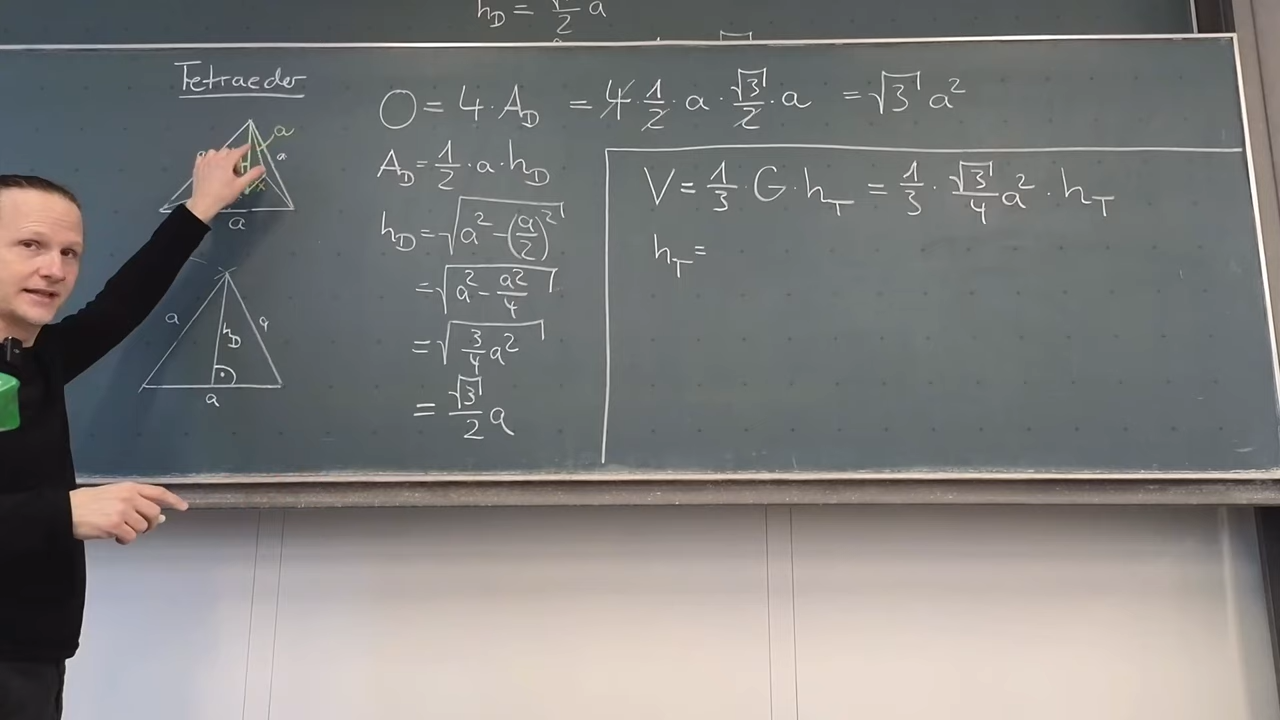 h_D = √3/2 a
Tetraeder
O = 4 · A_D = 4 · 1/2 · a · √3/2 · a = √3 a²
A_D = 1/2 · a · h_D
h_D = √(a² − (a/2)²)
= √(a² − a²/4)
= √(3/4 a²)
= √3/2 a
V = 1/3 · G · h_T = 1/3 · √3/4 a² · h_T
h_T =
a
a
x
a
a
h_D
a
a